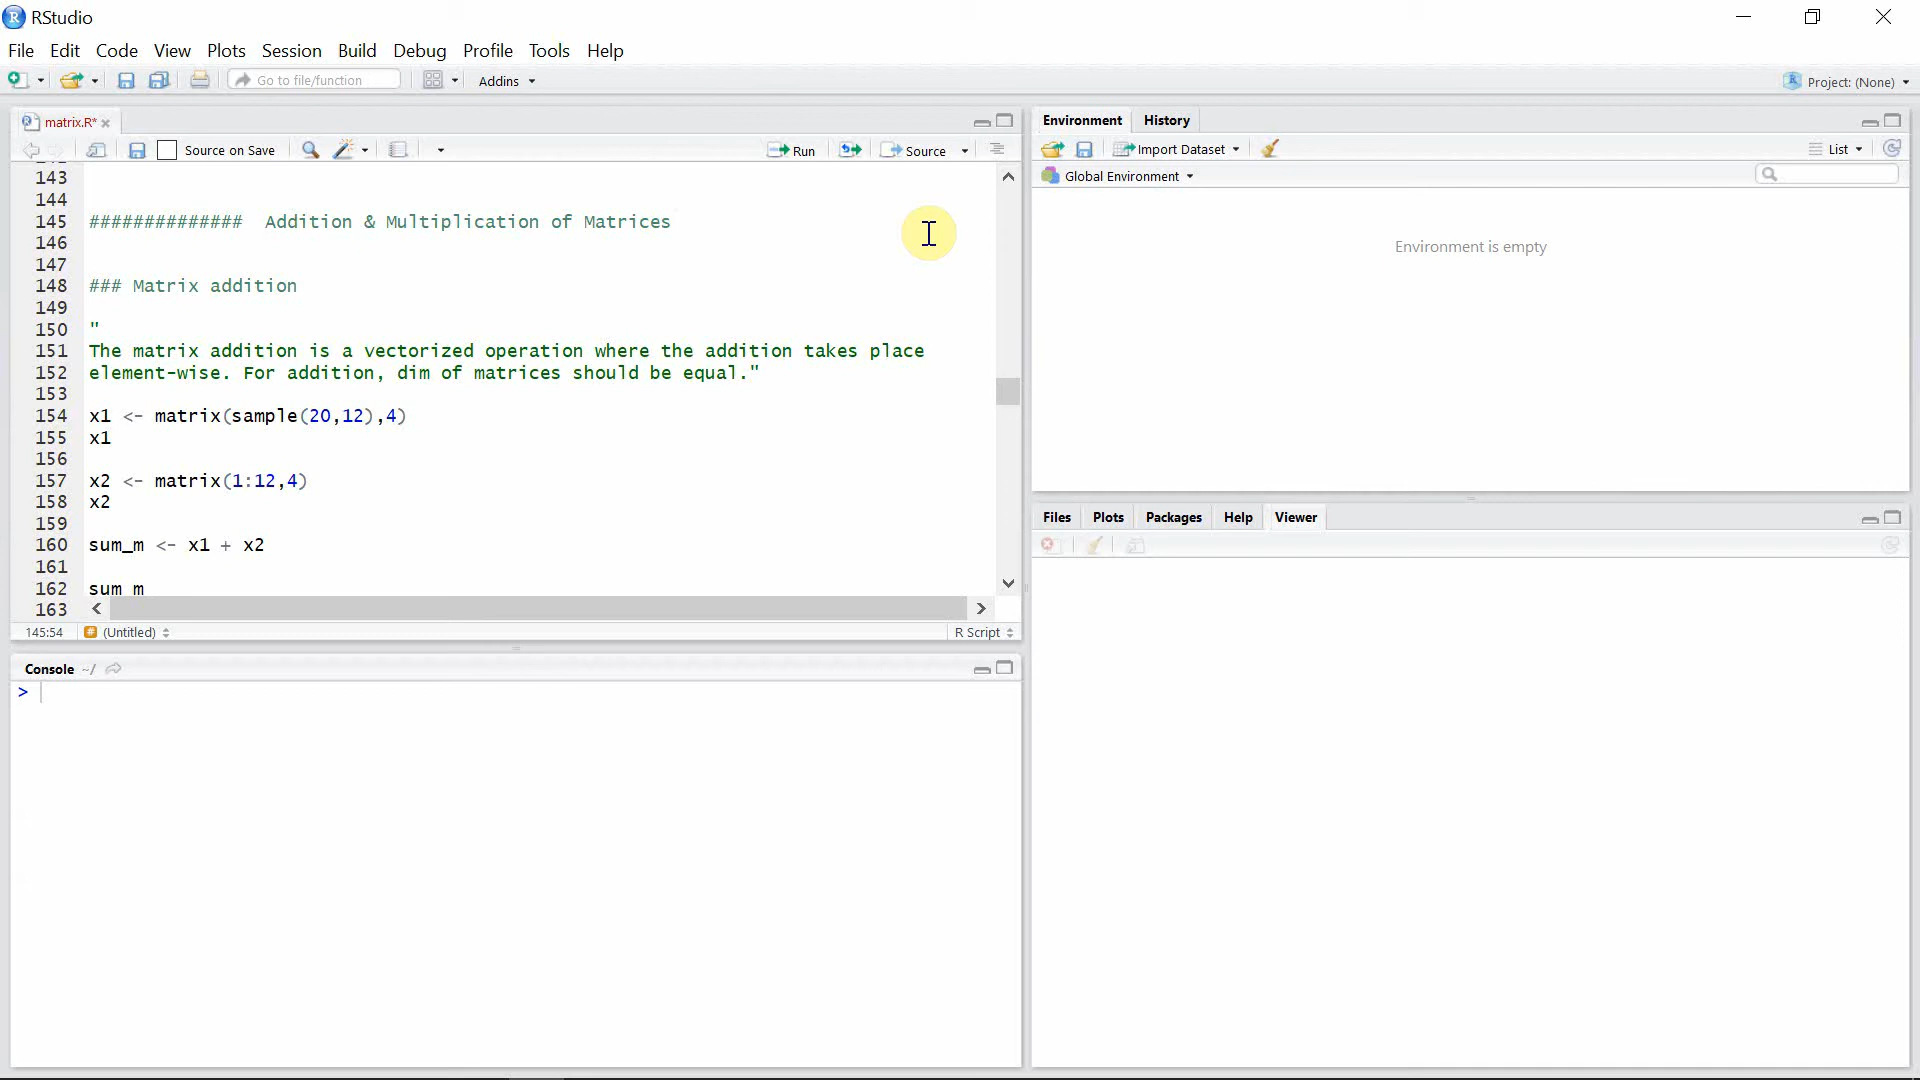 RStudio
File Edit Code View Plots Session Build Debug Profile Tools Help
Go to file/function Addins Project: (None)
matrix.R*
Source on Save Run Source
143
144
145 ############## Addition & Multiplication of Matrices
146
147
148 ### Matrix addition
149
150 "
151 The matrix addition is a vectorized operation where the addition takes place
152 element-wise. For addition, dim of matrices should be equal."
153
154 x1 <- matrix(sample(20,12),4)
155 x1
156
157 x2 <- matrix(1:12,4)
158 x2
159
160 sum_m <- x1 + x2
161
162 sum_m
163
145:54 # (Untitled) R Script
Console ~/
>
Environment History
Import Dataset List
Global Environment
Environment is empty
Files Plots Packages Help Viewer